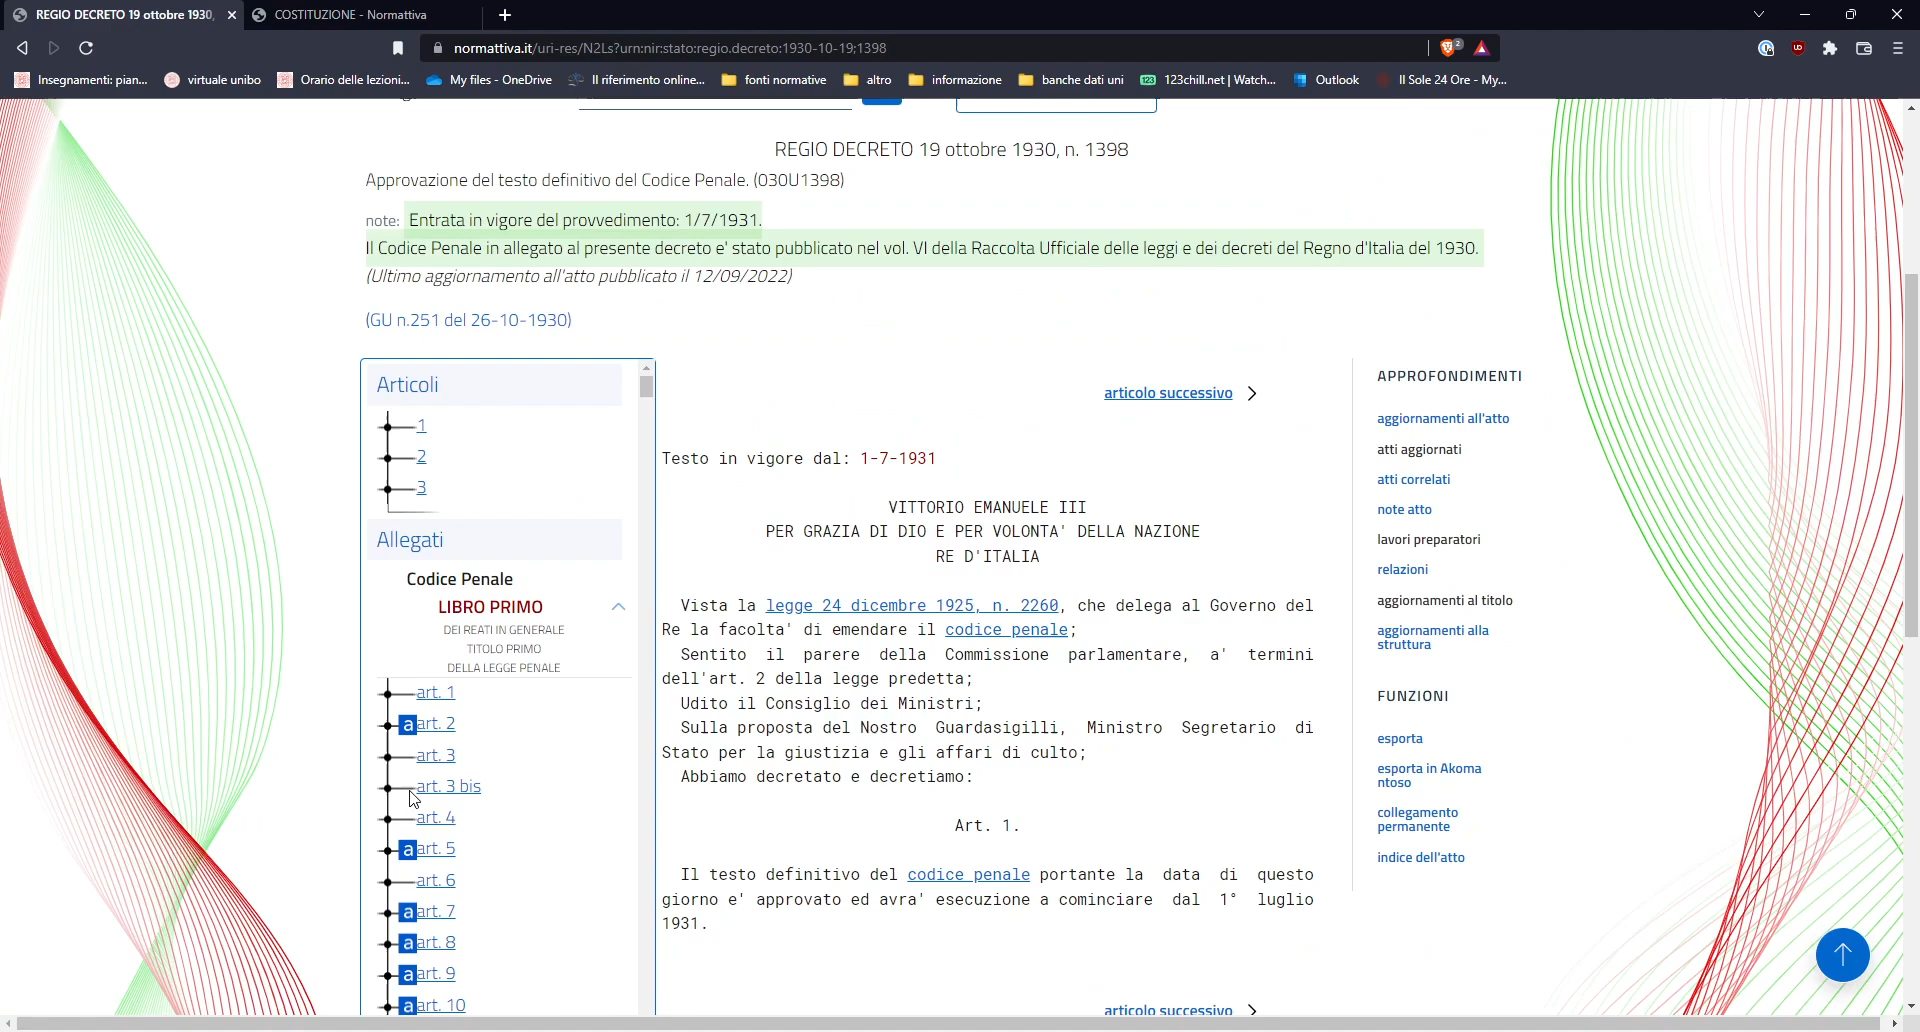 REGIO DECRETO 19 ottobre 1930,
COSTITUZIONE - Normattiva
normattiva.it/uri-res/N2Ls?urn:nir:stato:regio.decreto:1930-10-19;1398
2
UD
Insegnamenti: pian...
virtuale unibo
Orario delle lezioni...
My files - OneDrive
Il riferimento online...
fonti normative
altro
informazione
banche dati uni
123
123chill.net | Watch...
Outlook
Il Sole 24 Ore - My...
REGIO DECRETO 19 ottobre 1930, n. 1398
Approvazione del testo definitivo del Codice Penale. (030U1398)
note: Entrata in vigore del provvedimento: 1/7/1931.
Il Codice Penale in allegato al presente decreto e' stato pubblicato nel vol. VI della Raccolta Ufficiale delle leggi e dei decreti del Regno d'Italia del 1930.
(Ultimo aggiornamento all'atto pubblicato il 12/09/2022)
(GU n.251 del 26-10-1930)
Articoli
1
2
3
Allegati
Codice Penale
LIBRO PRIMO
DEI REATI IN GENERALE
TITOLO PRIMO
DELLA LEGGE PENALE
art. 1
a art. 2
art. 3
art. 3 bis
art. 4
a art. 5
art. 6
a art. 7
a art. 8
a art. 9
a art. 10
articolo successivo
Testo in vigore dal: 1-7-1931
VITTORIO EMANUELE III
PER GRAZIA DI DIO E PER VOLONTA' DELLA NAZIONE
RE D'ITALIA
Vista la legge 24 dicembre 1925, n. 2260, che delega al Governo del
Re la facolta' di emendare il codice penale;
Sentito il parere della Commissione parlamentare, a' termini
dell'art. 2 della legge predetta;
Udito il Consiglio dei Ministri;
Sulla proposta del Nostro Guardasigilli, Ministro Segretario di
Stato per la giustizia e gli affari di culto;
Abbiamo decretato e decretiamo:
Art. 1.
Il testo definitivo del codice penale portante la data di questo
giorno e' approvato ed avra' esecuzione a cominciare dal 1° luglio
1931.
articolo successivo
APPROFONDIMENTI
aggiornamenti all'atto
atti aggiornati
atti correlati
note atto
lavori preparatori
relazioni
aggiornamenti al titolo
aggiornamenti alla
struttura
FUNZIONI
esporta
esporta in Akoma
ntoso
collegamento
permanente
indice dell'atto